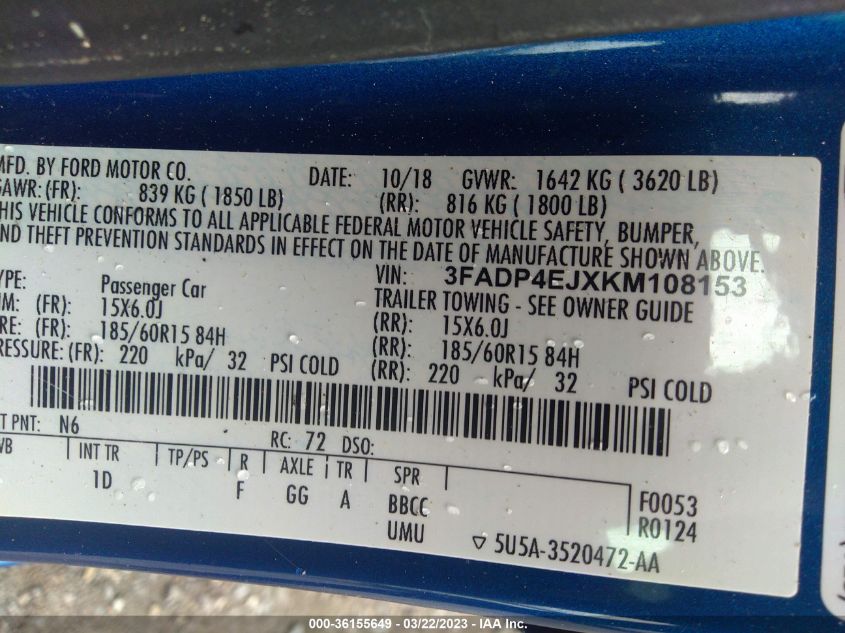 MFD. BY FORD MOTOR CO. DATE: 10/18 GVWR: 1642 KG ( 3620 LB)
GAWR: (FR): 839 KG ( 1850 LB) (RR): 816 KG ( 1800 LB)
THIS VEHICLE CONFORMS TO ALL APPLICABLE FEDERAL MOTOR VEHICLE SAFETY, BUMPER,
AND THEFT PREVENTION STANDARDS IN EFFECT ON THE DATE OF MANUFACTURE SHOWN ABOVE.
VIN: 3FADP4EJXKM108153
TYPE: Passenger Car TRAILER TOWING - SEE OWNER GUIDE
UM: (FR): 15X6.0J (RR): 15X6.0J
RE: (FR): 185/60R15 84H (RR): 185/60R15 84H
RESSURE: (FR): 220 kPa/ 32 PSI COLD (RR): 220 kPa/ 32 PSI COLD
T PNT: N6 RC: 72 DSO:
WB INT TR TP/PS R AXLE TR SPR
1D F GG A BBCC F0053
UMU R0124
5U5A-3520472-AA
000-36155649 - 03/22/2023 - IAA Inc.